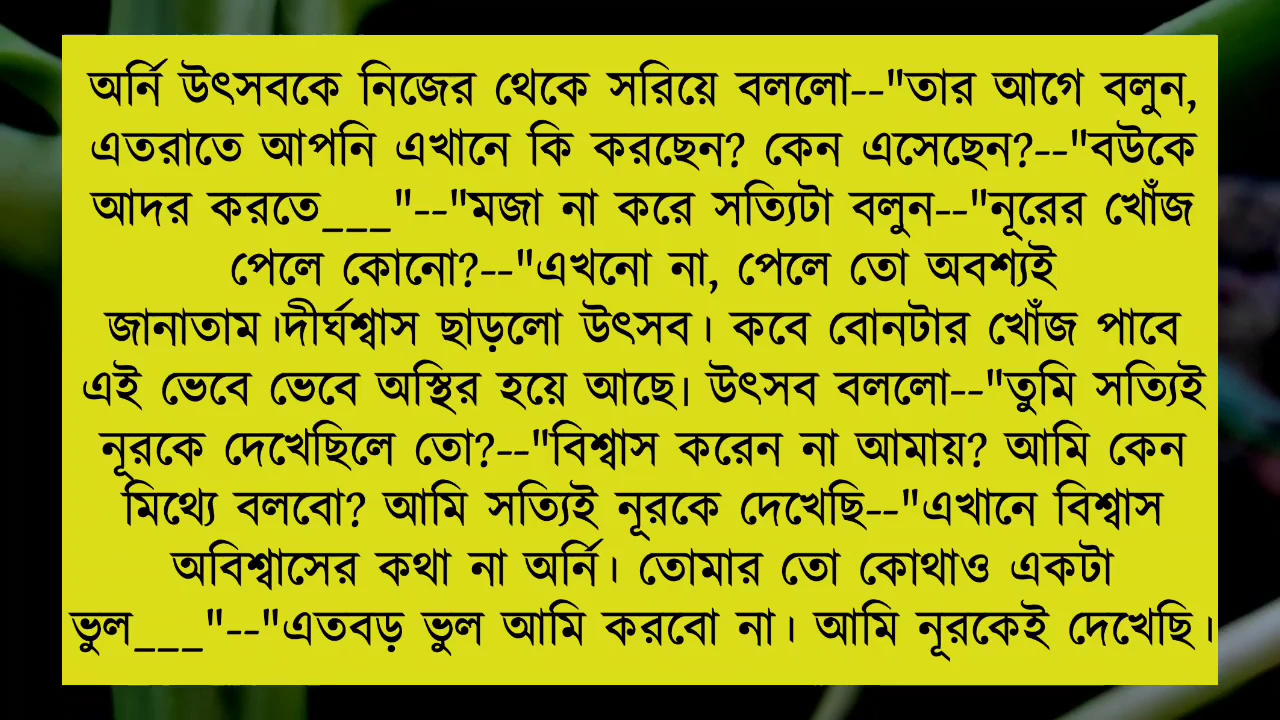 অর্নি উৎসবকে নিজের থেকে সরিয়ে বললো--"তার আগে বলুন,
এতরাতে আপনি এখানে কি করছেন? কেন এসেছেন?--"বউকে
আদর করতে___"--"মজা না করে সত্যিটা বলুন--"নূরের খোঁজ
পেলে কোনো?--"এখনো না, পেলে তো অবশ্যই
জানাতাম।দীর্ঘশ্বাস ছাড়লো উৎসব। কবে বোনটার খোঁজ পাবে
এই ভেবে ভেবে অস্থির হয়ে আছে। উৎসব বললো--"তুমি সত্যিই
নূরকে দেখেছিলে তো?--"বিশ্বাস করেন না আমায়? আমি কেন
মিথ্যে বলবো? আমি সত্যিই নূরকে দেখেছি--"এখানে বিশ্বাস
অবিশ্বাসের কথা না অর্নি। তোমার তো কোথাও একটা
ভুল___"--"এতবড় ভুল আমি করবো না। আমি নূরকেই দেখেছি।